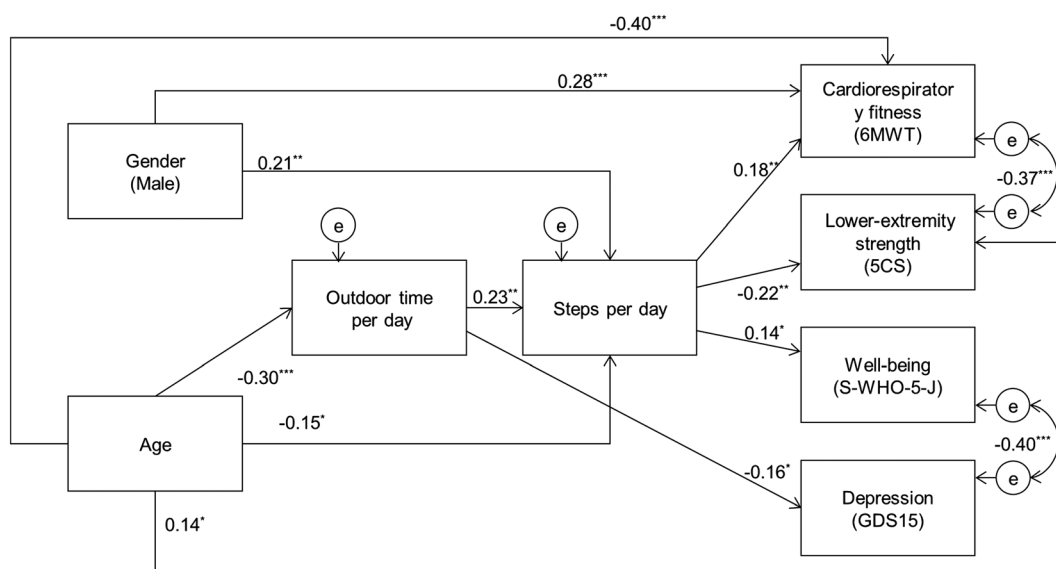 -0.40***
0.28***
Cardiorespirator
y fitness
(6MWT)
e
Gender
(Male)
0.21**
0.18**
-0.37***
e
e
e
Lower-extremity
strength
(5CS)
Outdoor time
per day
0.23**
Steps per day
-0.22**
0.14*
Well-being
(S-WHO-5-J)
-0.30***
e
Age
-0.15*
-0.40***
-0.16*
e
Depression
(GDS15)
0.14*